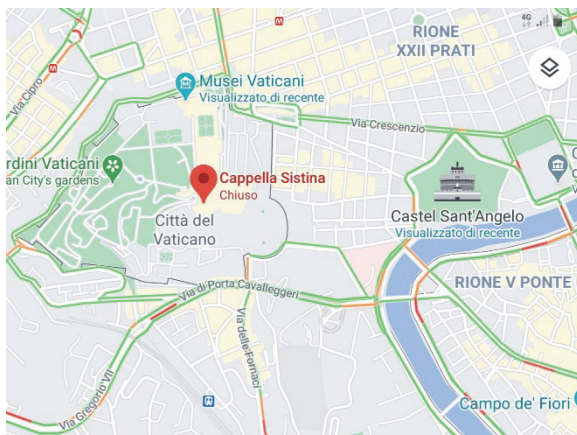 4G
RIONE
XXII PRATI
M
Via Cipro
M
Musei Vaticani
Visualizzato di recente
Via Crescenzio
rdini Vaticani
an City's gardens
Cappella Sistina
Chiuso
C
Castel Sant'Angelo
Visualizzato di recente
Città del
Vaticano
RIONE V PONTE
Via di Porta Cavalleggeri
Via delle Fornaci
Via Gregorio VII
Campo de' Fiori